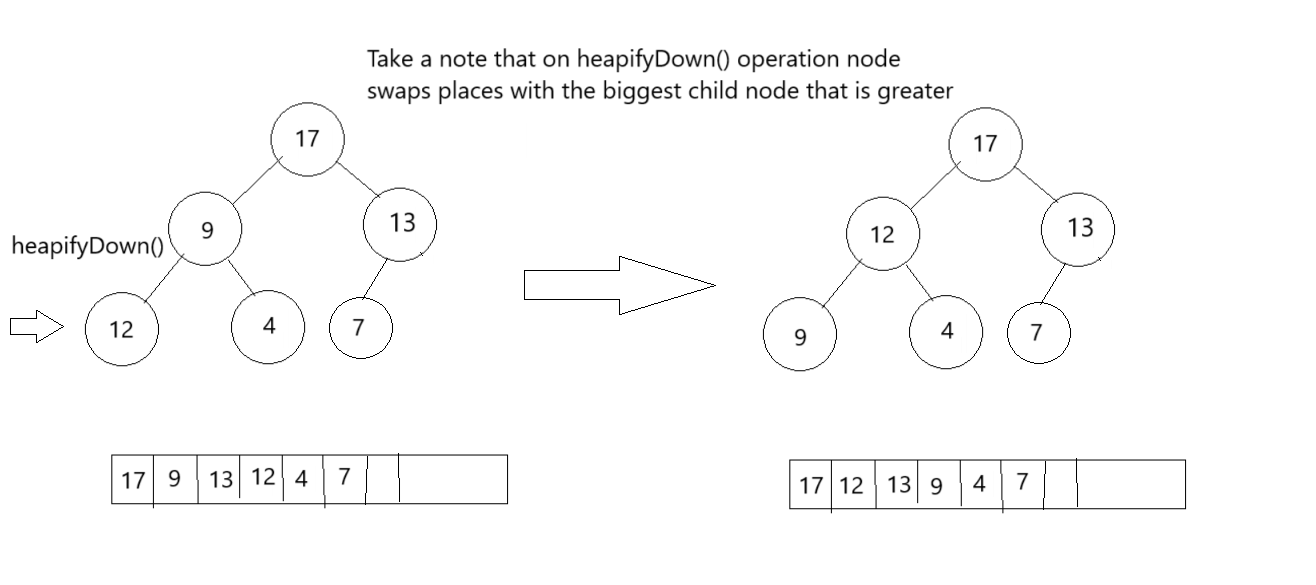 Take a note that on heapifyDown() operation node
swaps places with the biggest child node that is greater
17
17
9
13
12
13
heapifyDown()
12
4
7
9
4
7
17 9 13 12 4 7
17 12 13 9 4 7